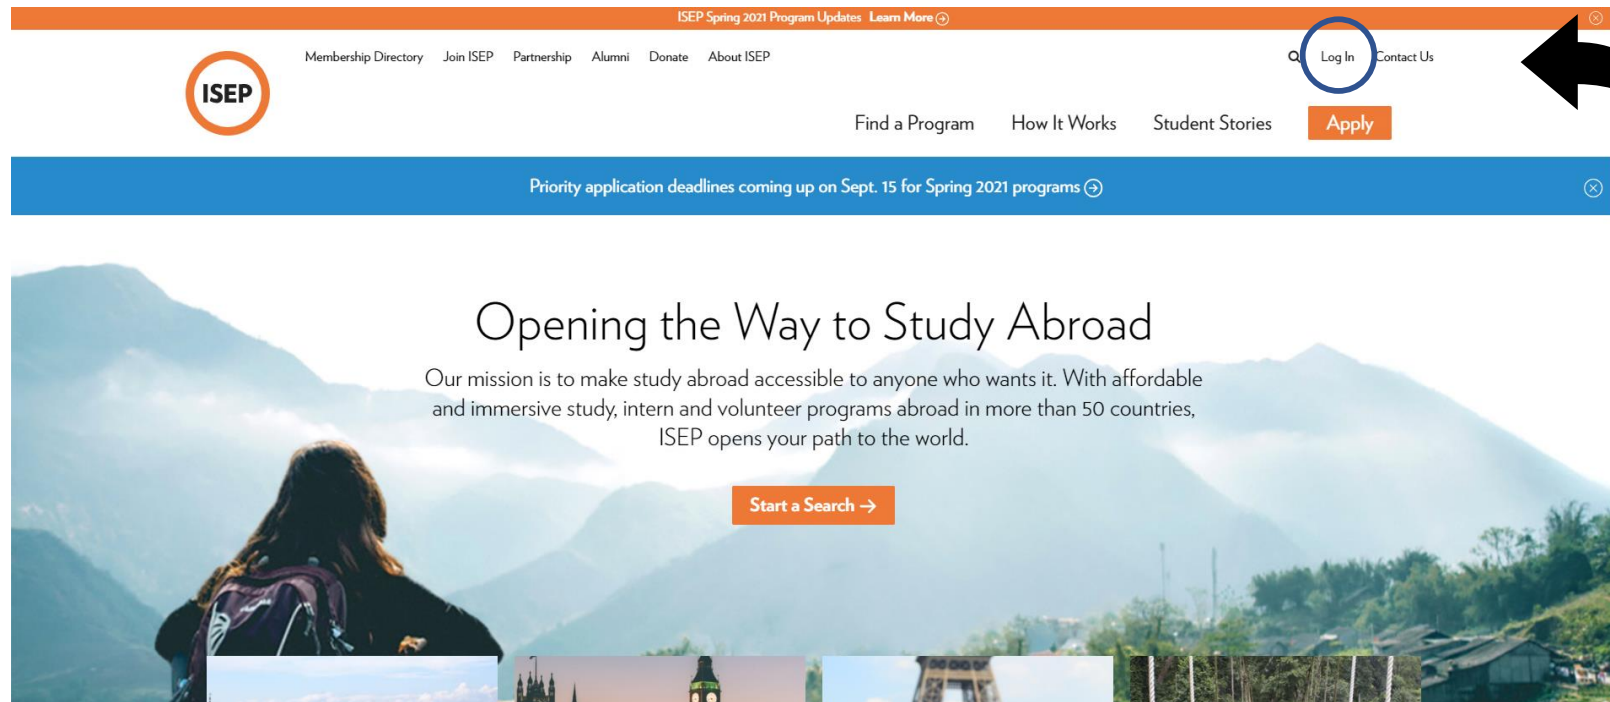 ISEP Spring 2021 Program Updates Learn More
Membership Directory Join ISEP Partnership Alumni Donate About ISEP Log In Contact Us
ISEP
Find a Program How It Works Student Stories Apply
Priority application deadlines coming up on Sept. 15 for Spring 2021 programs
Opening the Way to Study Abroad
Our mission is to make study abroad accessible to anyone who wants it. With affordable
and immersive study, intern and volunteer programs abroad in more than 50 countries,
ISEP opens your path to the world.
Start a Search →